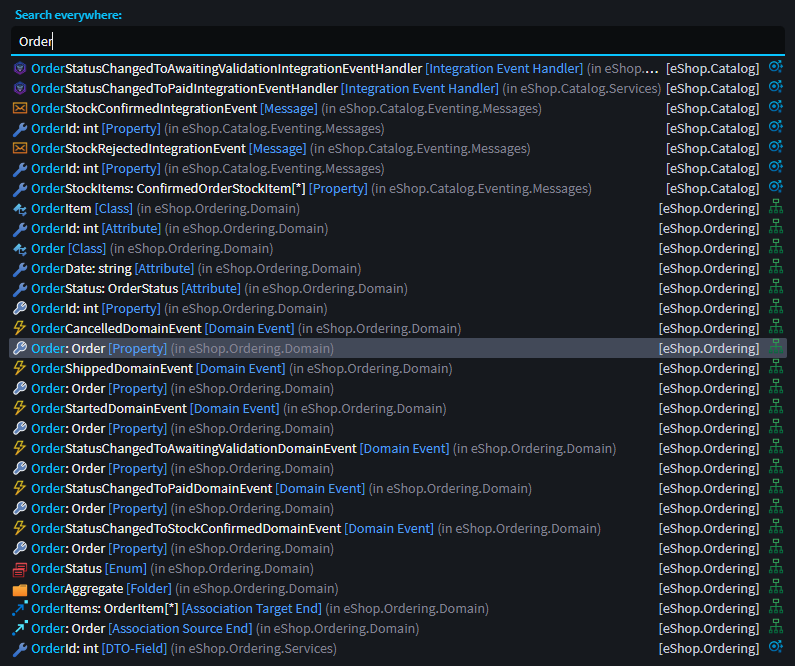 Search everywhere:
Order
OrderStatusChangedToAwaitingValidationIntegrationEventHandler [Integration Event Handler] (in eShop.... [eShop.Catalog]
OrderStatusChangedToPaidIntegrationEventHandler [Integration Event Handler] (in eShop.Catalog.Services) [eShop.Catalog]
OrderStockConfirmedIntegrationEvent [Message] (in eShop.Catalog.Eventing.Messages) [eShop.Catalog]
OrderId: int [Property] (in eShop.Catalog.Eventing.Messages) [eShop.Catalog]
OrderStockRejectedIntegrationEvent [Message] (in eShop.Catalog.Eventing.Messages) [eShop.Catalog]
OrderId: int [Property] (in eShop.Catalog.Eventing.Messages) [eShop.Catalog]
OrderStockItems: ConfirmedOrderStockItem[*] [Property] (in eShop.Catalog.Eventing.Messages) [eShop.Catalog]
OrderItem [Class] (in eShop.Ordering.Domain) [eShop.Ordering]
OrderId: int [Attribute] (in eShop.Ordering.Domain) [eShop.Ordering]
Order [Class] (in eShop.Ordering.Domain) [eShop.Ordering]
OrderDate: string [Attribute] (in eShop.Ordering.Domain) [eShop.Ordering]
OrderStatus: OrderStatus [Attribute] (in eShop.Ordering.Domain) [eShop.Ordering]
OrderId: int [Property] (in eShop.Ordering.Domain) [eShop.Ordering]
OrderCancelledDomainEvent [Domain Event] (in eShop.Ordering.Domain) [eShop.Ordering]
Order: Order [Property] (in eShop.Ordering.Domain) [eShop.Ordering]
OrderShippedDomainEvent [Domain Event] (in eShop.Ordering.Domain) [eShop.Ordering]
Order: Order [Property] (in eShop.Ordering.Domain) [eShop.Ordering]
OrderStartedDomainEvent [Domain Event] (in eShop.Ordering.Domain) [eShop.Ordering]
Order: Order [Property] (in eShop.Ordering.Domain) [eShop.Ordering]
OrderStatusChangedToAwaitingValidationDomainEvent [Domain Event] (in eShop.Ordering.Domain) [eShop.Ordering]
Order: Order [Property] (in eShop.Ordering.Domain) [eShop.Ordering]
OrderStatusChangedToPaidDomainEvent [Domain Event] (in eShop.Ordering.Domain) [eShop.Ordering]
Order: Order [Property] (in eShop.Ordering.Domain) [eShop.Ordering]
OrderStatusChangedToStockConfirmedDomainEvent [Domain Event] (in eShop.Ordering.Domain) [eShop.Ordering]
Order: Order [Property] (in eShop.Ordering.Domain) [eShop.Ordering]
OrderStatus [Enum] (in eShop.Ordering.Domain) [eShop.Ordering]
OrderAggregate [Folder] (in eShop.Ordering.Domain) [eShop.Ordering]
OrderItems: OrderItem[*] [Association Target End] (in eShop.Ordering.Domain) [eShop.Ordering]
Order: Order [Association Source End] (in eShop.Ordering.Domain) [eShop.Ordering]
OrderId: int [DTO-Field] (in eShop.Ordering.Services) [eShop.Ordering]